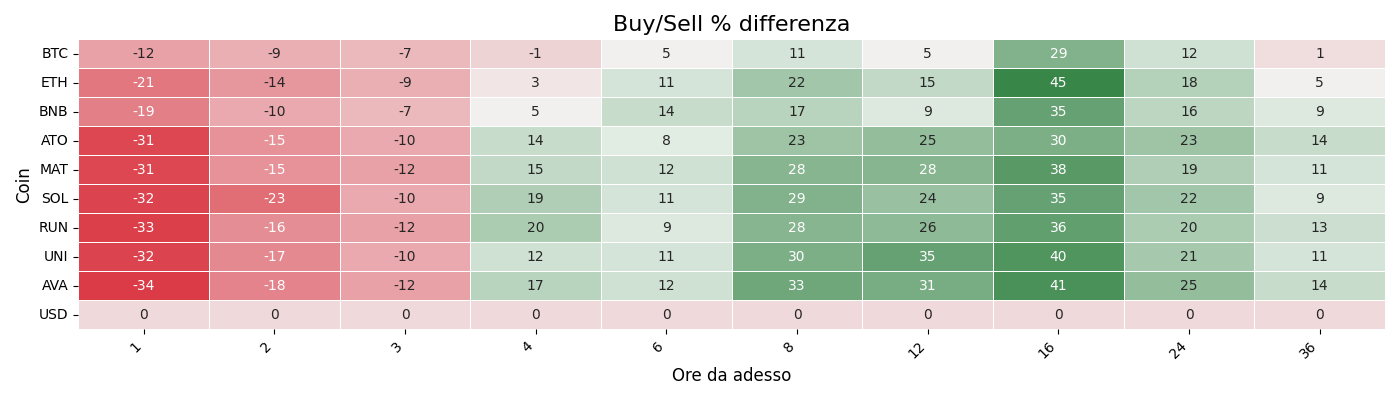 Buy/Sell % differenza
Coin
BTC -12 -9 -7 -1 5 11 5 29 12 1
ETH -21 -14 -9 3 11 22 15 45 18 5
BNB -19 -10 -7 5 14 17 9 35 16 9
ATO -31 -15 -10 14 8 23 25 30 23 14
MAT -31 -15 -12 15 12 28 28 38 19 11
SOL -32 -23 -10 19 11 29 24 35 22 9
RUN -33 -16 -12 20 9 28 26 36 20 13
UNI -32 -17 -10 12 11 30 35 40 21 11
AVA -34 -18 -12 17 12 33 31 41 25 14
USD 0 0 0 0 0 0 0 0 0 0
1 2 3 4 6 8 12 16 24 36
Ore da adesso